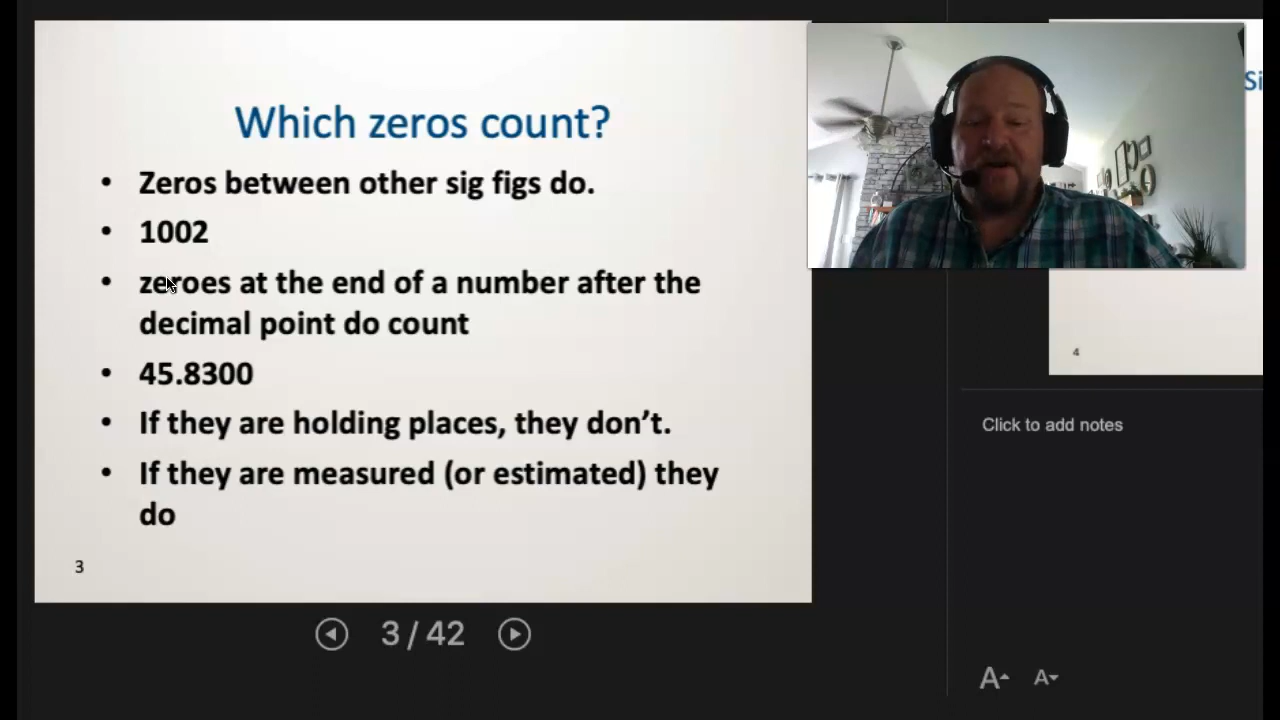 Which zeros count?
• Zeros between other sig figs do.
• 1002
• zeroes at the end of a number after the
decimal point do count
• 45.8300
• If they are holding places, they don’t.
• If they are measured (or estimated) they
do
3
3 / 42
Si
4
Click to add notes
A A